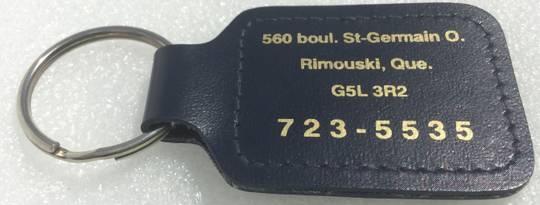 560 boul. St-Germain O.
Rimouski, Que.
G5L 3R2
723-5535